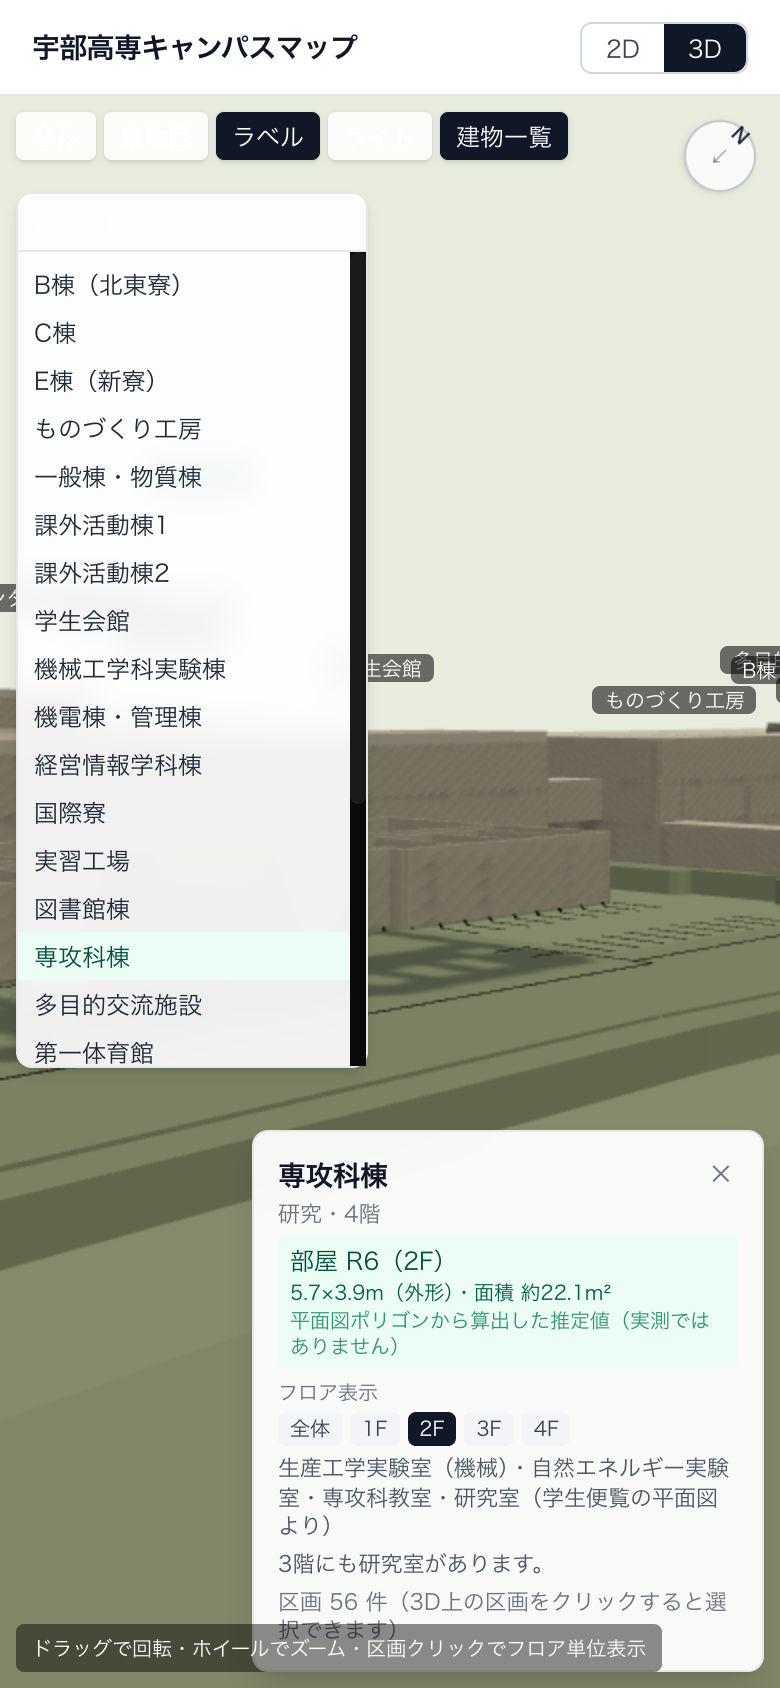 宇部高専キャンパスマップ
2D
3D
ラベル
建物一覧
N
B棟（北東寮）
C棟
E棟（新寮）
ものづくり工房
一般棟・物質棟
課外活動棟1
課外活動棟2
学生会館
機械工学科実験棟
機電棟・管理棟
経営情報学科棟
国際寮
実習工場
図書館棟
専攻科棟
多目的交流施設
第一体育館
生会館
B棟
ものづくり工房
専攻科棟
研究・4階
部屋 R6（2F）
5.7×3.9m（外形）・面積 約22.1m²
平面図ポリゴンから算出した推定値（実測では
ありません）
フロア表示
全体
1F
2F
3F
4F
生産工学実験室（機械）・自然エネルギー実験
室・専攻科教室・研究室（学生便覧の平面図
より）
3階にも研究室があります。
区画 56 件（3D上の区画をクリックすると選
択できます）
ドラッグで回転・ホイールでズーム・区画クリックでフロア単位表示